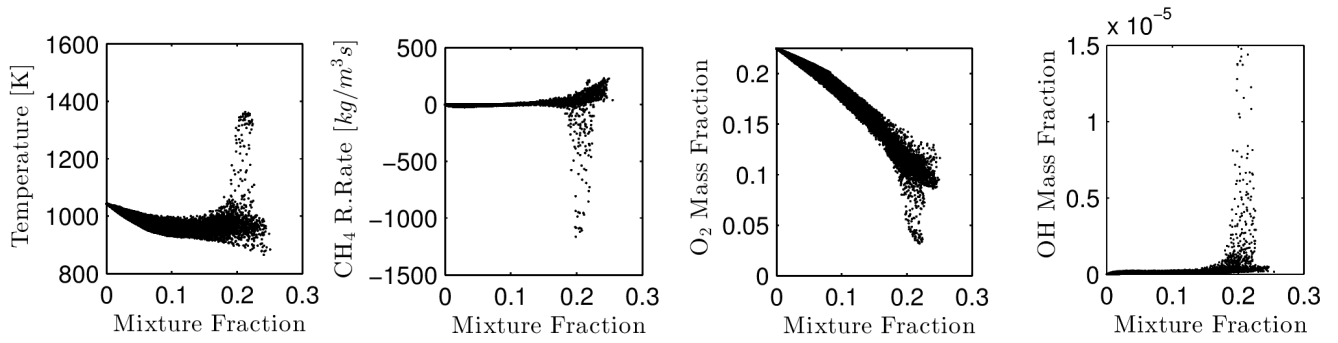 1600
1400
1200
1000
800
0 0.1 0.2 0.3
Temperature [K]
Mixture Fraction
500
0
−500
−1000
−1500
0 0.1 0.2 0.3
CH4 R.Rate [kg/m³s]
Mixture Fraction
0.2
0.15
0.1
0.05
0
0 0.1 0.2 0.3
O2 Mass Fraction
Mixture Fraction
x 10⁻⁵
1.5
1
0.5
0
0 0.1 0.2 0.3
OH Mass Fraction
Mixture Fraction